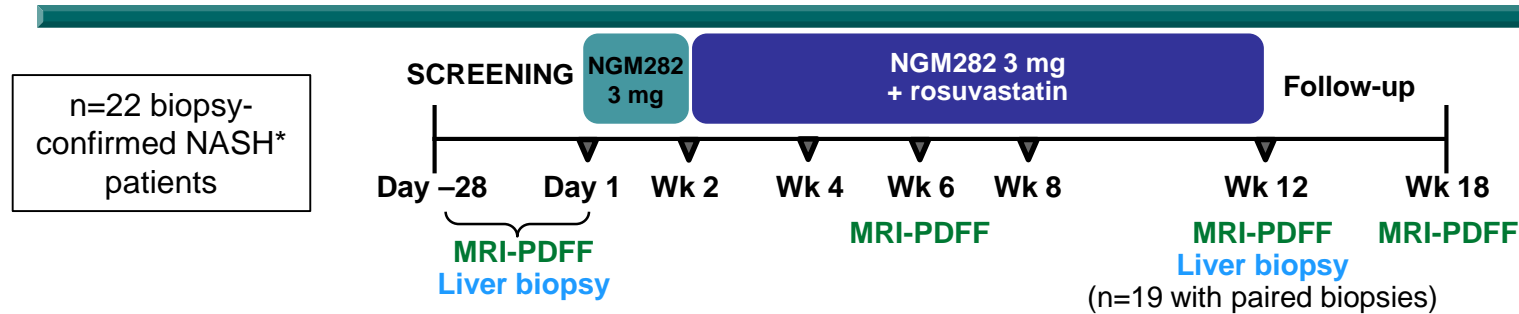 n=22 biopsy-
confirmed NASH*
patients
SCREENING
NGM282
3 mg
NGM282 3 mg
+ rosuvastatin
Follow-up
Day –28
Day 1
Wk 2
Wk 4
Wk 6
Wk 8
Wk 12
Wk 18
MRI-PDFF
Liver biopsy
MRI-PDFF
MRI-PDFF
Liver biopsy
(n=19 with paired biopsies)
MRI-PDFF